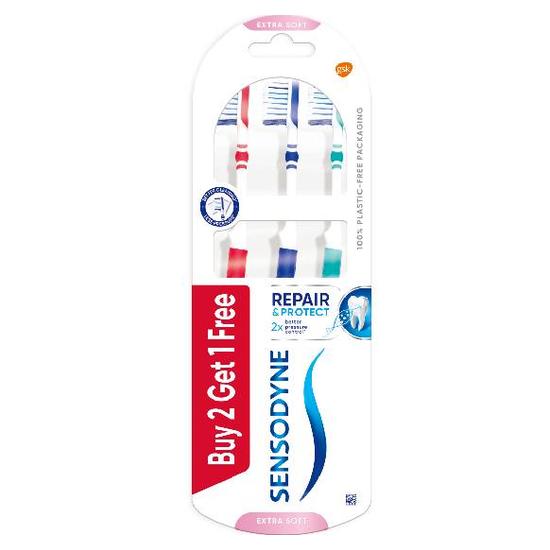 EXTRA SOFT
gsk
100% PLASTIC-FREE PACKAGING
REPAIR
& PROTECT
2x better
pressure
control*
Buy 2 Get 1 Free
SENSODYNE
EXTRA SOFT